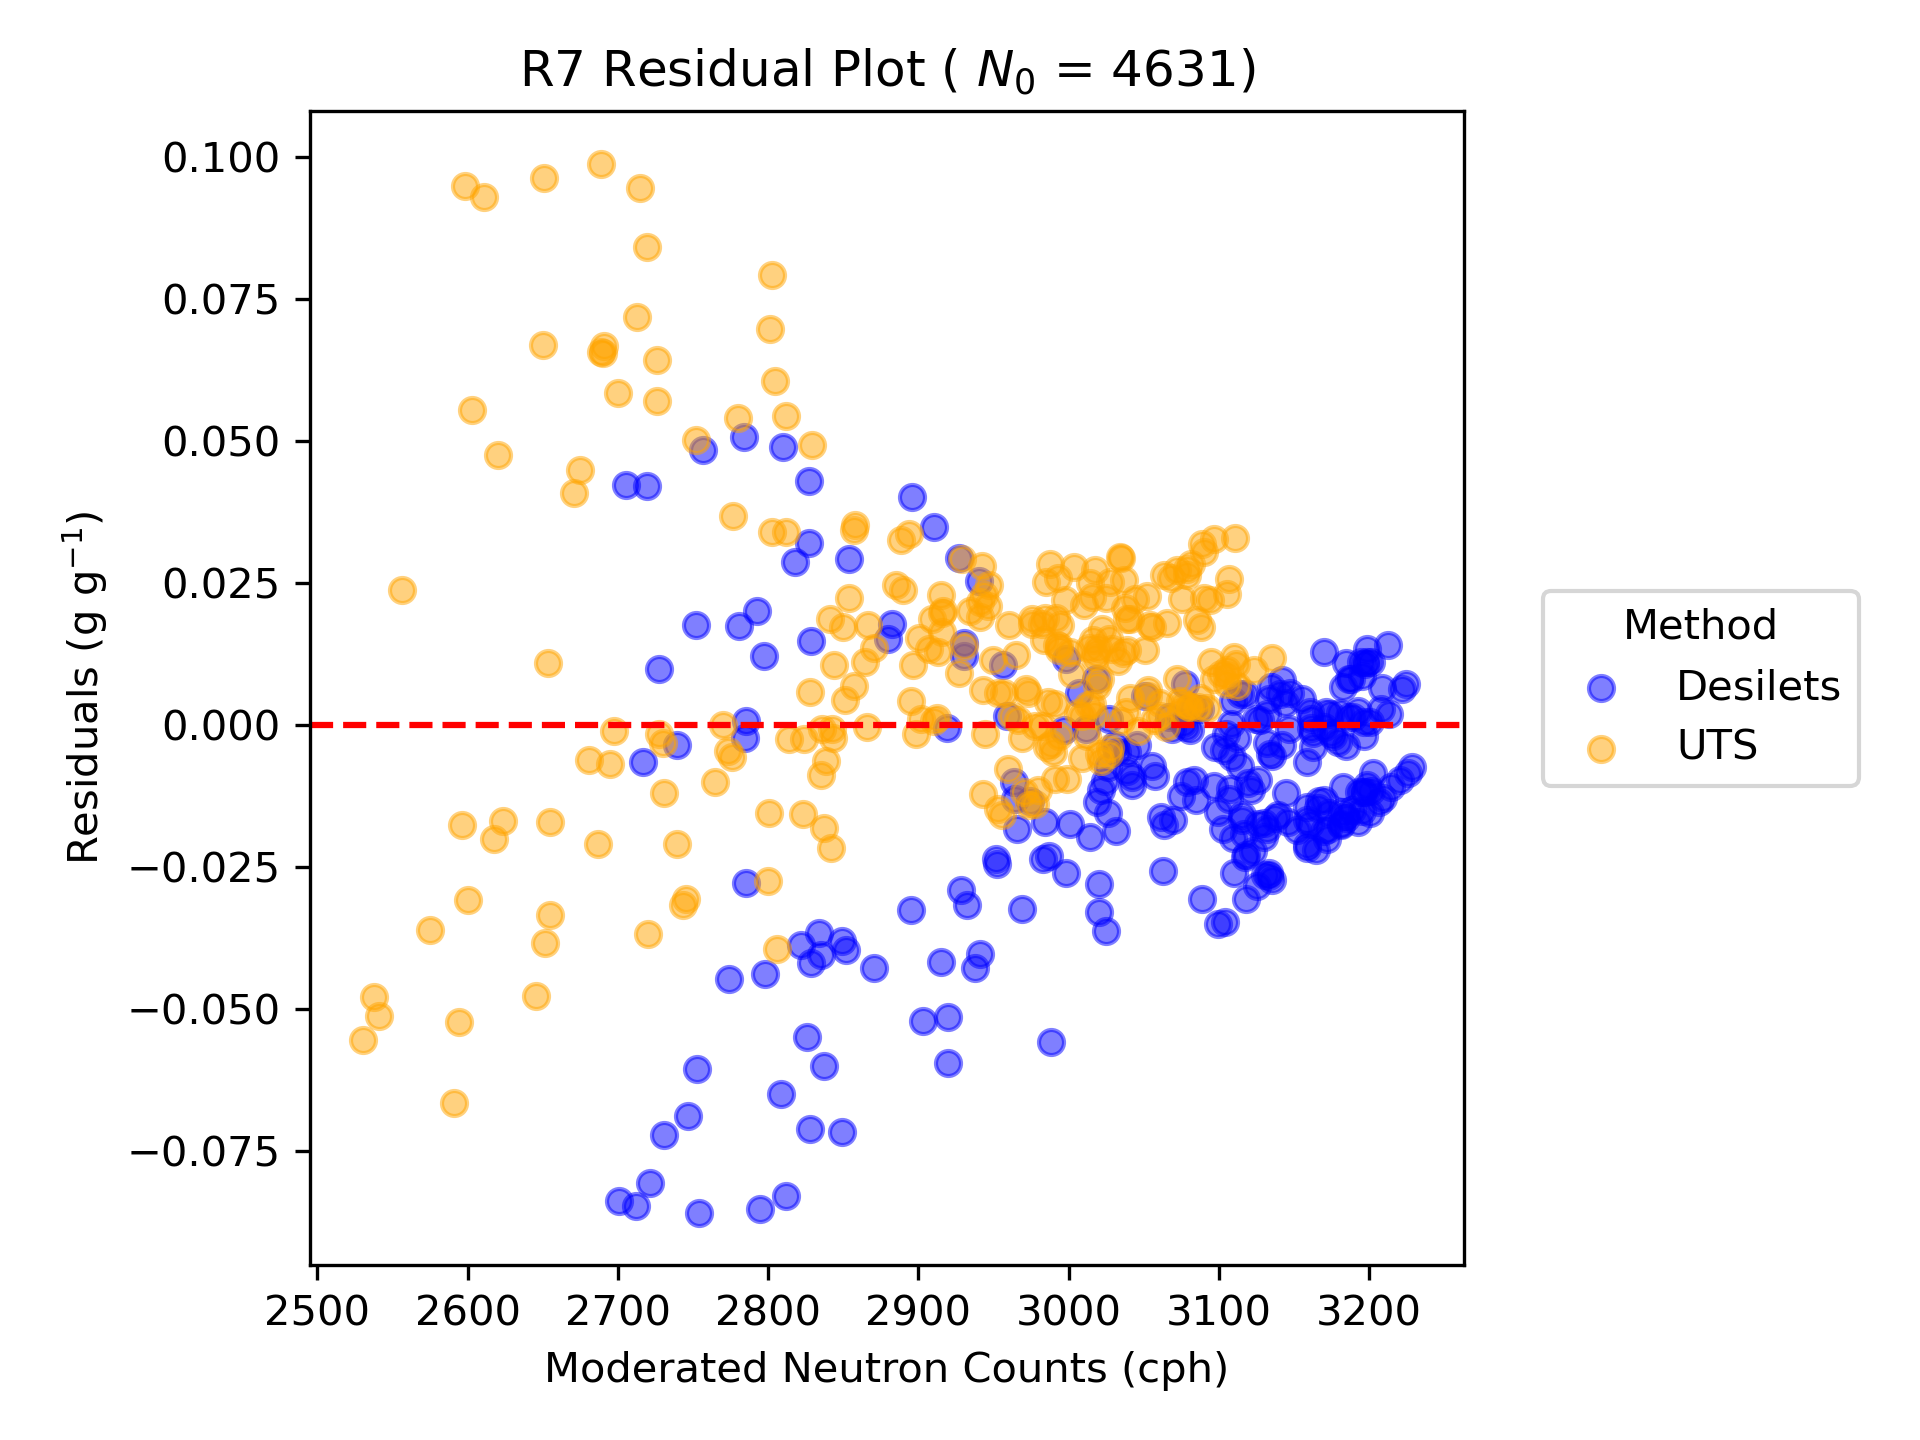 R7 Residual Plot ( N₀ = 4631)
0.100
0.075
0.050
0.025
0.000
−0.025
−0.050
−0.075
Residuals (g g⁻¹)
2500 2600 2700 2800 2900 3000 3100 3200
Moderated Neutron Counts (cph)
Method
Desilets
UTS